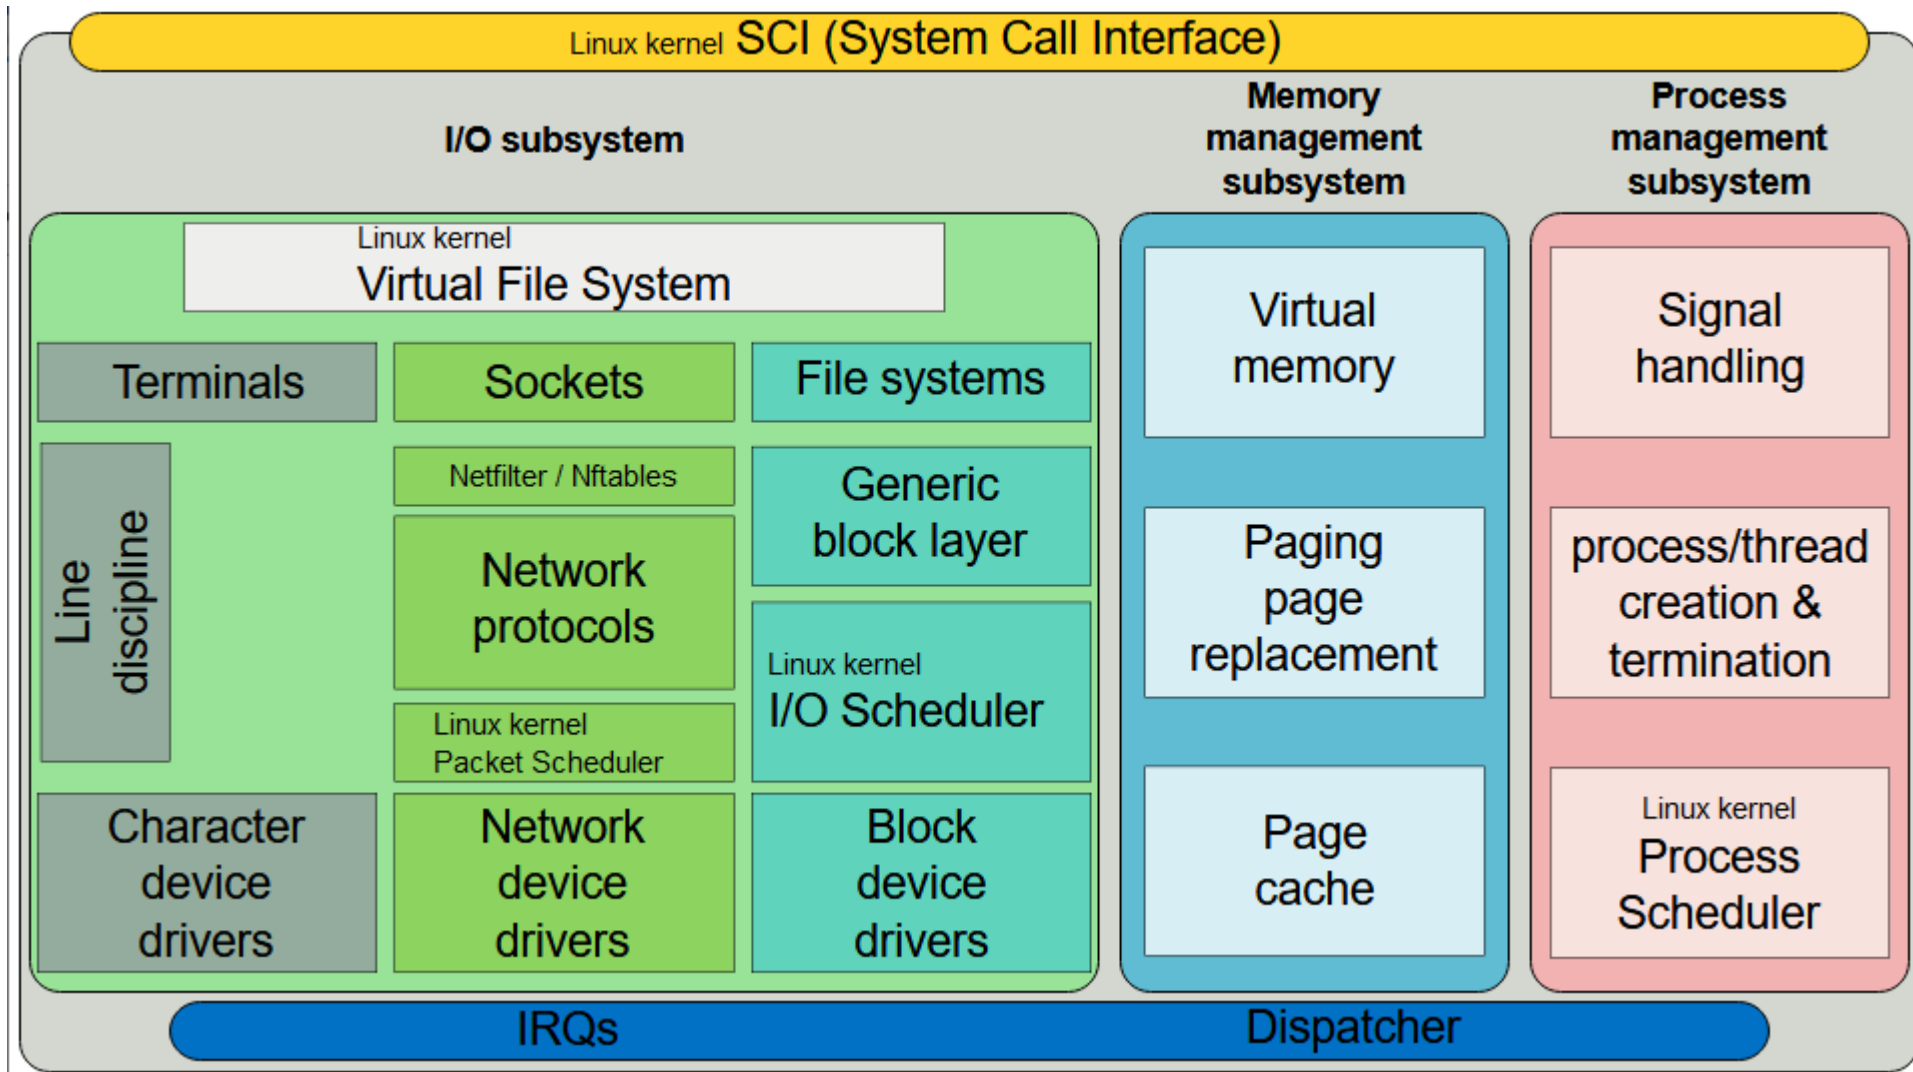 Linux kernel SCI (System Call Interface)
I/O subsystem
Memory
management
subsystem
Process
management
subsystem
Linux kernel
Virtual File System
Terminals
Sockets
File systems
Line
discipline
Netfilter / Nftables
Network
protocols
Linux kernel
Packet Scheduler
Generic
block layer
Linux kernel
I/O Scheduler
Character
device
drivers
Network
device
drivers
Block
device
drivers
Virtual
memory
Paging
page
replacement
Page
cache
Signal
handling
process/thread
creation &
termination
Linux kernel
Process
Scheduler
IRQs
Dispatcher